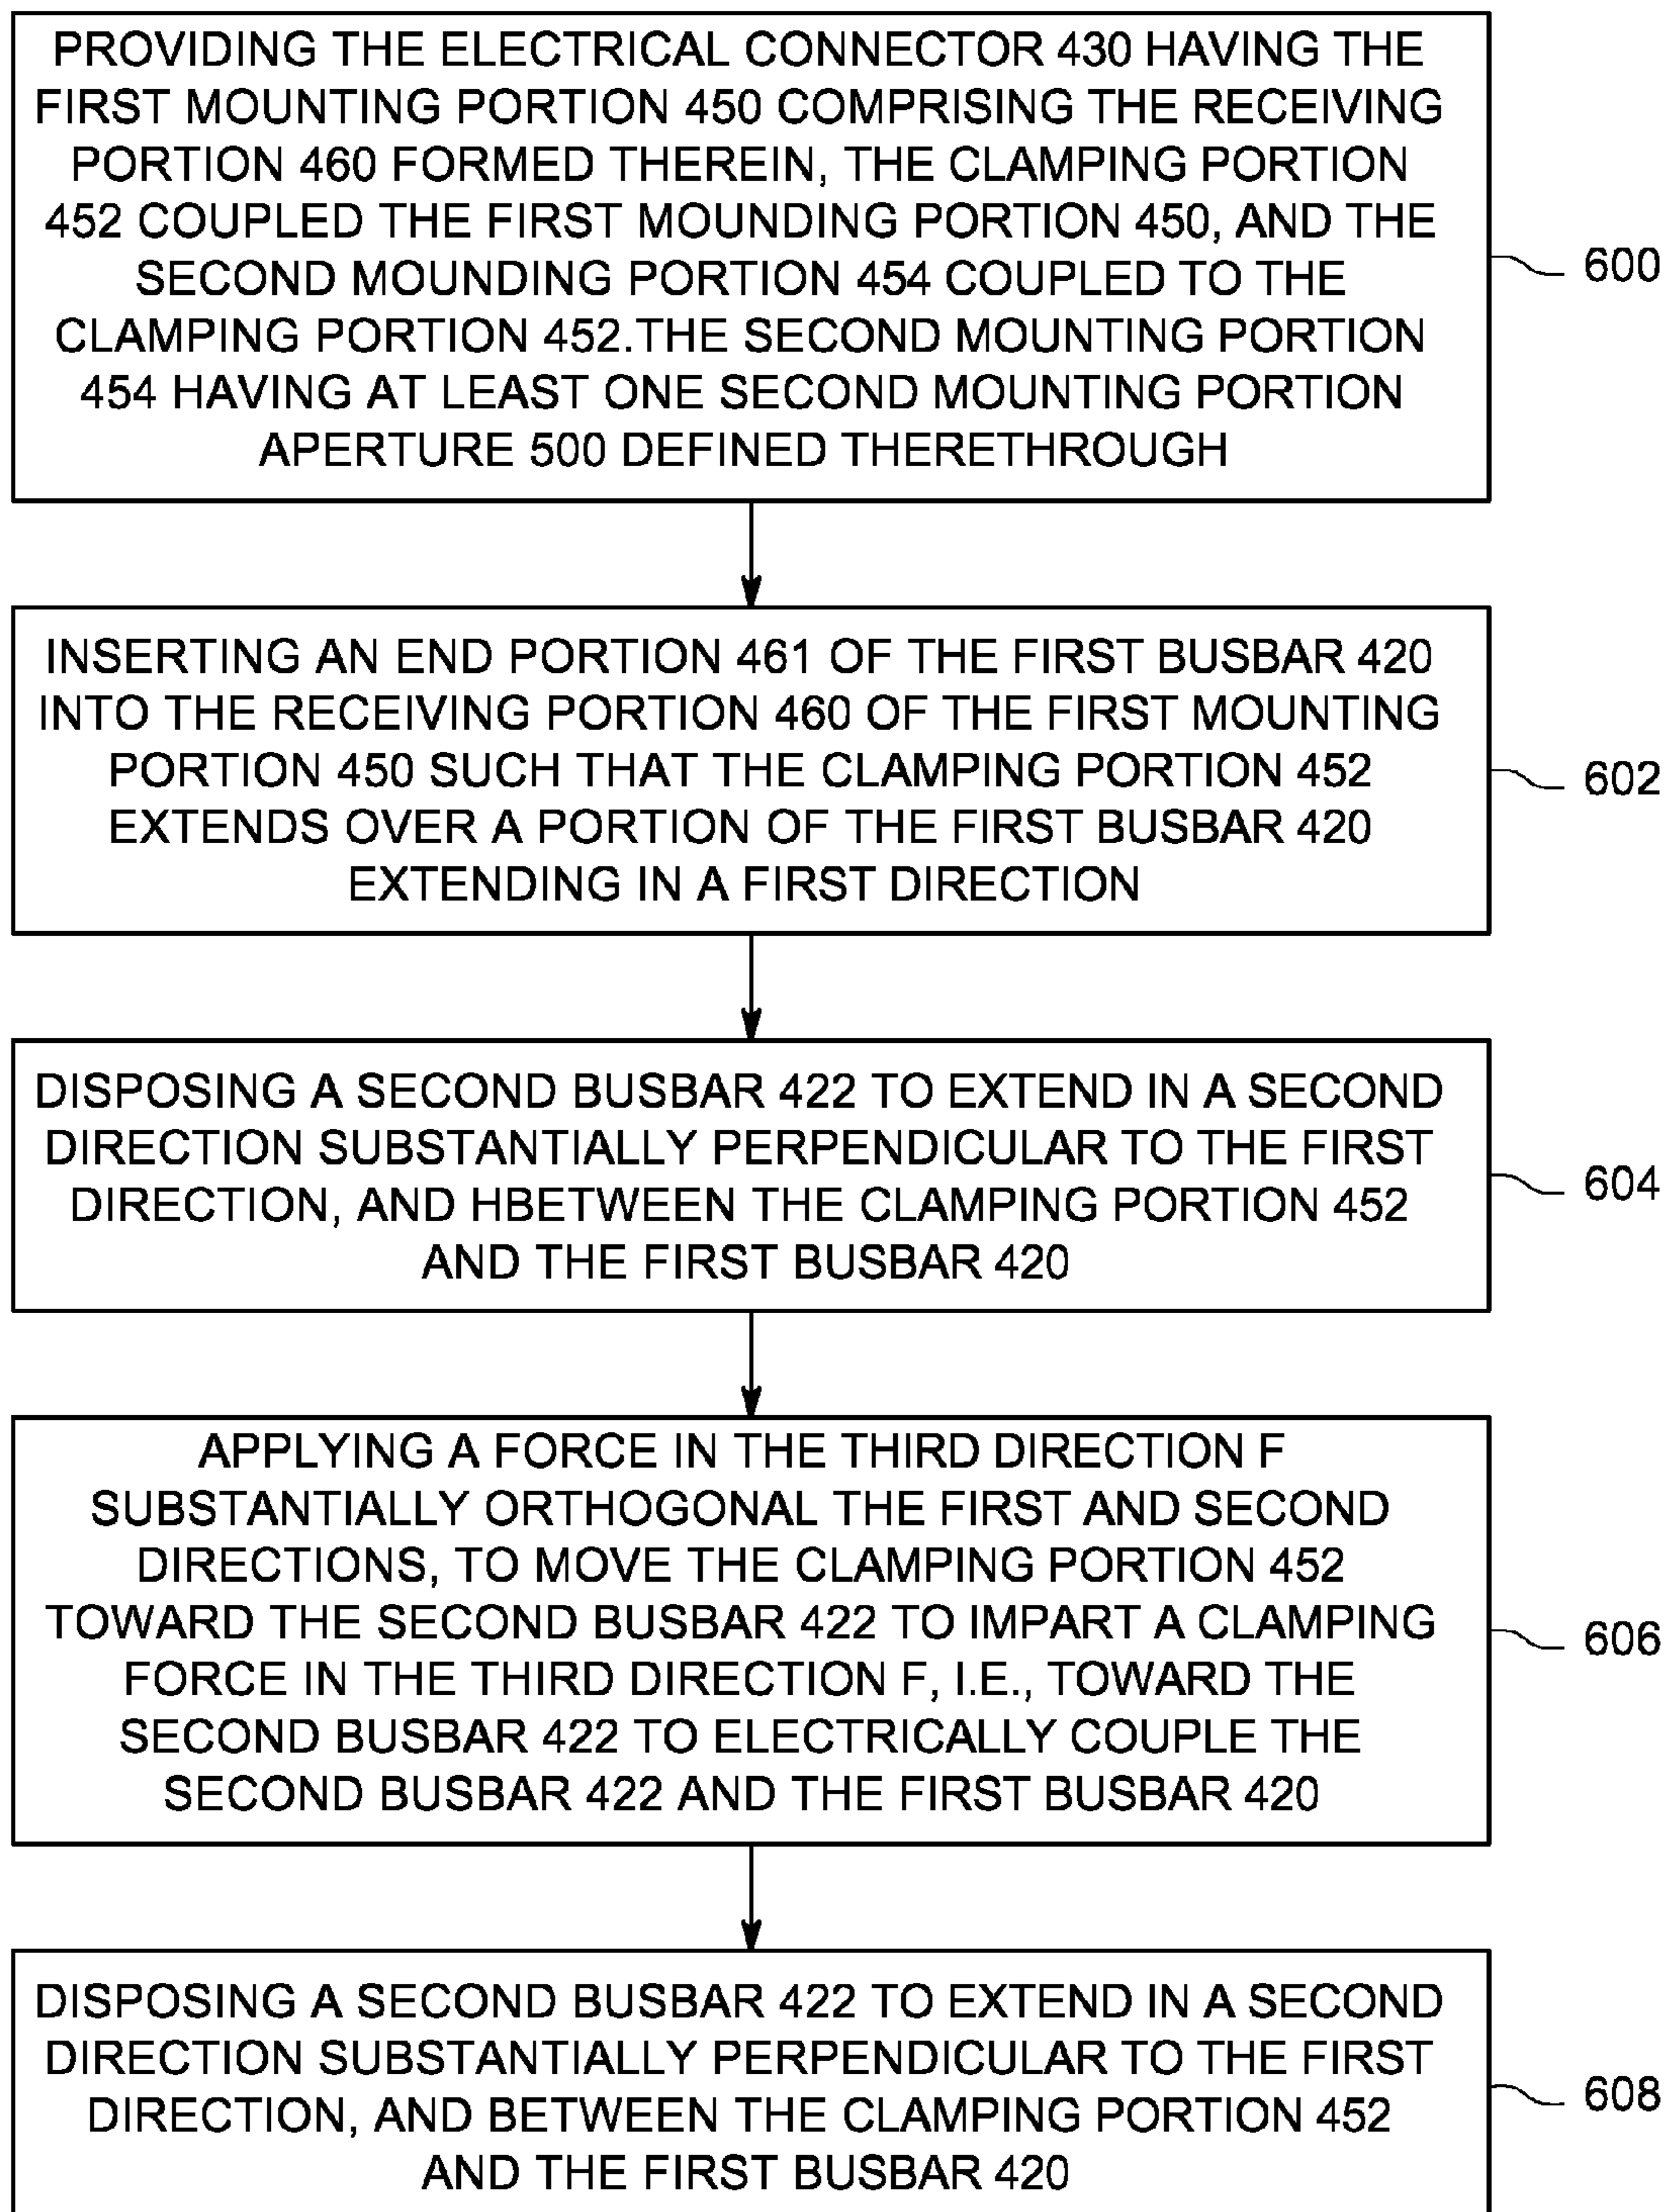 PROVIDING THE ELECTRICAL CONNECTOR 430 HAVING THE
FIRST MOUNTING PORTION 450 COMPRISING THE RECEIVING
PORTION 460 FORMED THEREIN, THE CLAMPING PORTION
452 COUPLED THE FIRST MOUNDING PORTION 450, AND THE
SECOND MOUNDING PORTION 454 COUPLED TO THE
CLAMPING PORTION 452.THE SECOND MOUNTING PORTION
454 HAVING AT LEAST ONE SECOND MOUNTING PORTION
APERTURE 500 DEFINED THERETHROUGH
600
INSERTING AN END PORTION 461 OF THE FIRST BUSBAR 420
INTO THE RECEIVING PORTION 460 OF THE FIRST MOUNTING
PORTION 450 SUCH THAT THE CLAMPING PORTION 452
EXTENDS OVER A PORTION OF THE FIRST BUSBAR 420
EXTENDING IN A FIRST DIRECTION
602
DISPOSING A SECOND BUSBAR 422 TO EXTEND IN A SECOND
DIRECTION SUBSTANTIALLY PERPENDICULAR TO THE FIRST
DIRECTION, AND HBETWEEN THE CLAMPING PORTION 452
AND THE FIRST BUSBAR 420
604
APPLYING A FORCE IN THE THIRD DIRECTION F
SUBSTANTIALLY ORTHOGONAL THE FIRST AND SECOND
DIRECTIONS, TO MOVE THE CLAMPING PORTION 452
TOWARD THE SECOND BUSBAR 422 TO IMPART A CLAMPING
FORCE IN THE THIRD DIRECTION F, I.E., TOWARD THE
SECOND BUSBAR 422 TO ELECTRICALLY COUPLE THE
SECOND BUSBAR 422 AND THE FIRST BUSBAR 420
606
DISPOSING A SECOND BUSBAR 422 TO EXTEND IN A SECOND
DIRECTION SUBSTANTIALLY PERPENDICULAR TO THE FIRST
DIRECTION, AND BETWEEN THE CLAMPING PORTION 452
AND THE FIRST BUSBAR 420
608